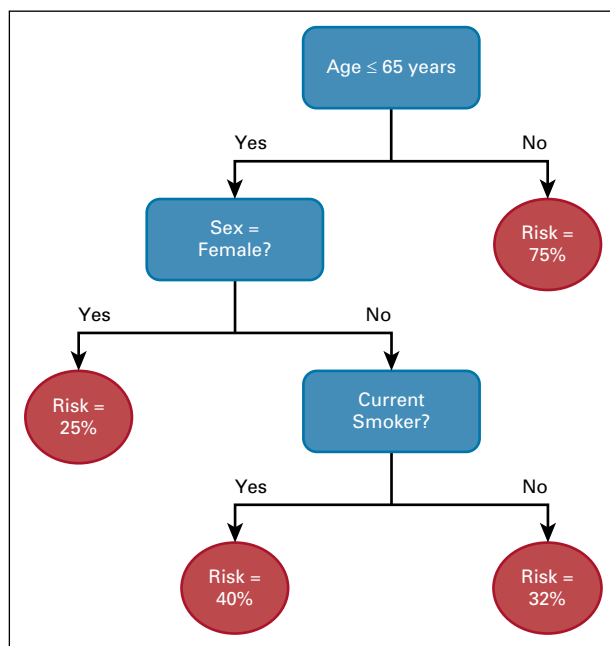 Age ≤ 65 years
Yes
No
Sex =
Female?
Risk =
75%
Yes
No
Risk =
25%
Current
Smoker?
Yes
No
Risk =
40%
Risk =
32%